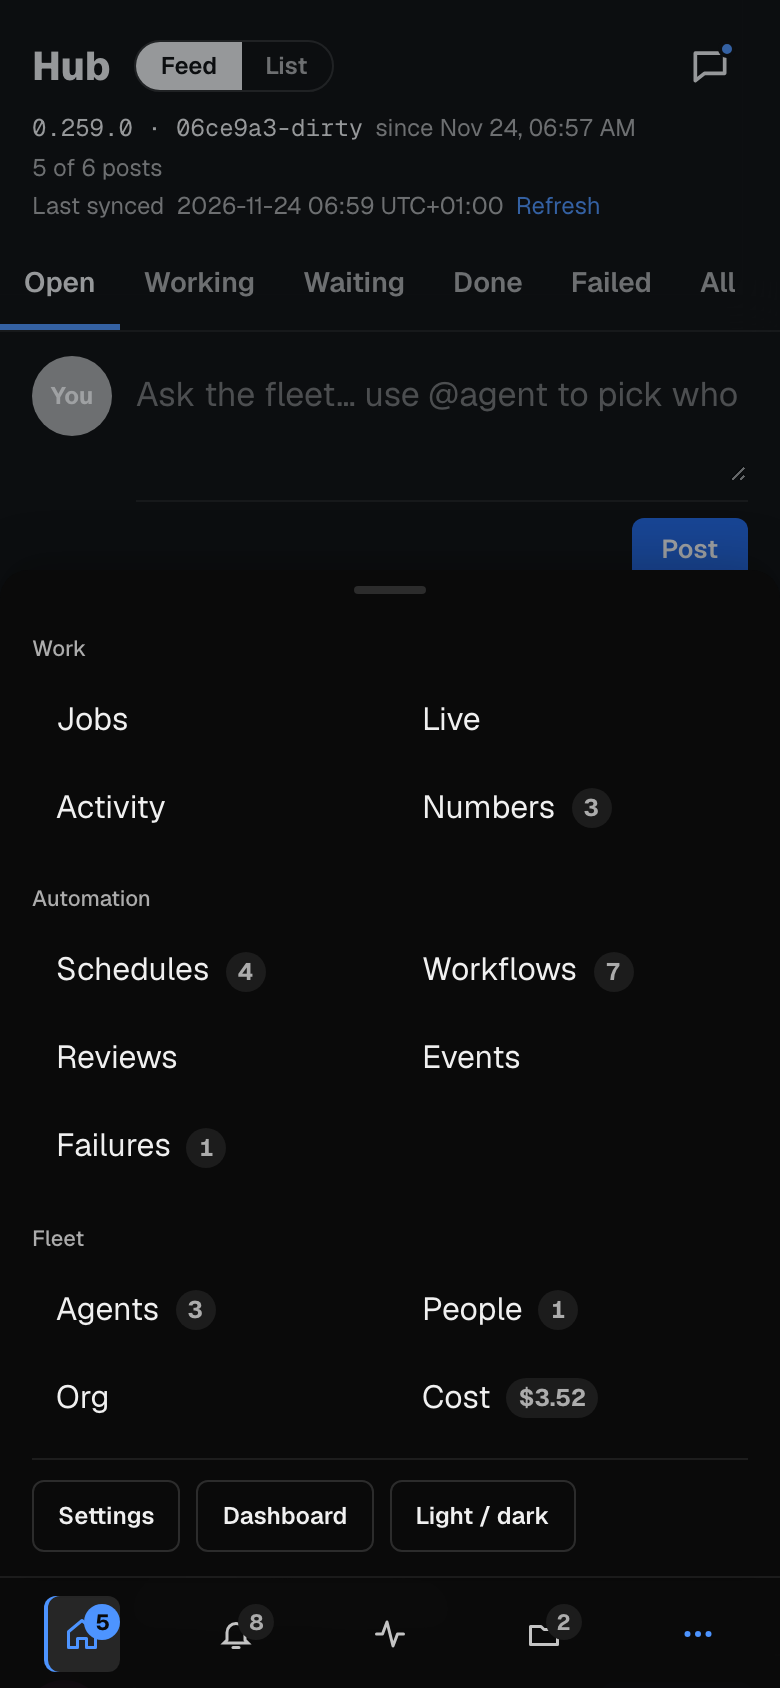 Hub Feed List
0.259.0 · 06ce9a3-dirty since Nov 24, 06:57 AM
5 of 6 posts
Last synced 2026-11-24 06:59 UTC+01:00 Refresh
Open Working Waiting Done Failed All
You Ask the fleet... use @agent to pick who
Post
Work
Jobs Live
Activity Numbers 3
Automation
Schedules 4 Workflows 7
Reviews Events
Failures 1
Fleet
Agents 3 People 1
Org Cost $3.52
Settings Dashboard Light / dark
5 8 2